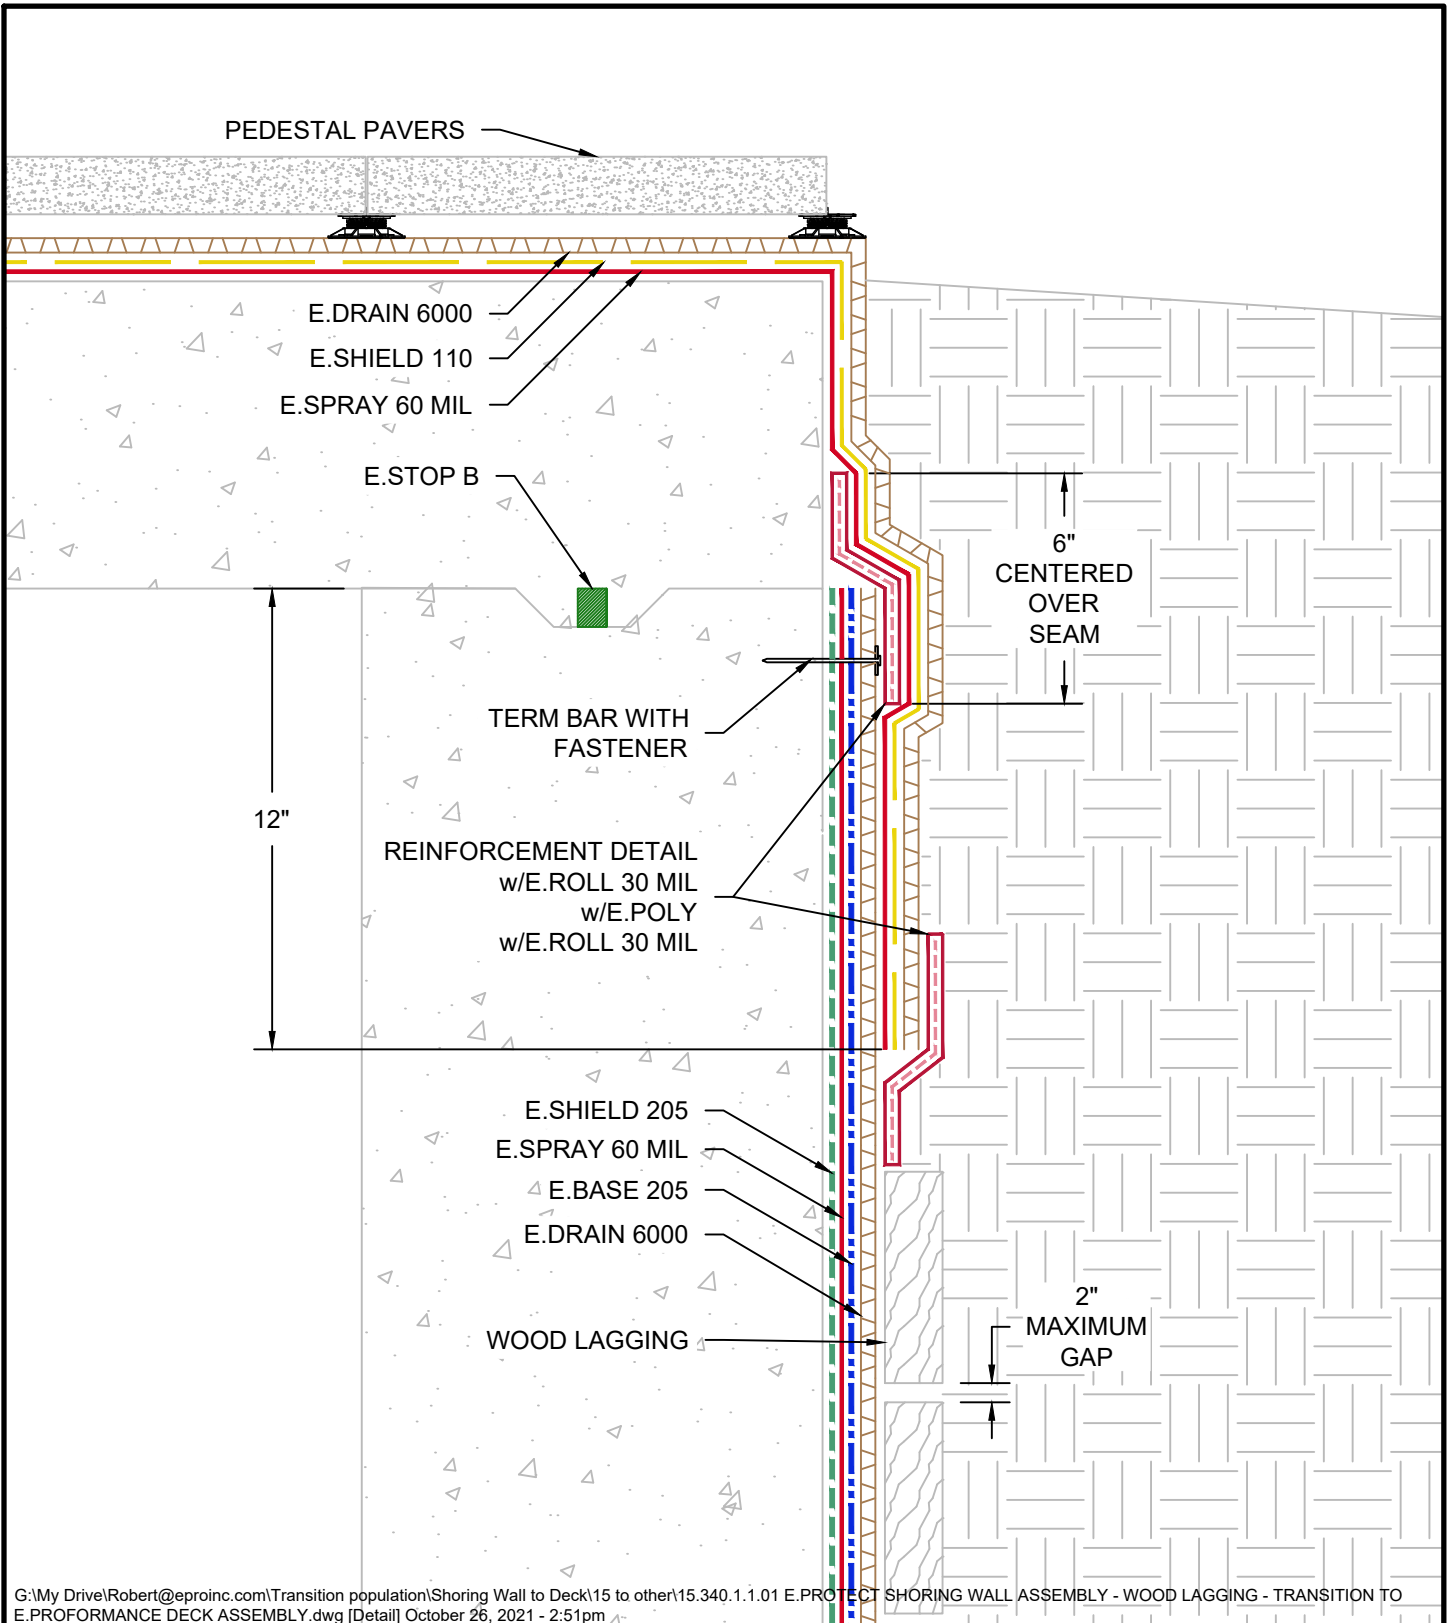 PEDESTAL PAVERS
E.DRAIN 6000
E.SHIELD 110
E.SPRAY 60 MIL
E.STOP B
6"
CENTERED
OVER
SEAM
TERM BAR WITH
FASTENER
12"
REINFORCEMENT DETAIL
w/E.ROLL 30 MIL
w/E.POLY
w/E.ROLL 30 MIL
E.SHIELD 205
E.SPRAY 60 MIL
E.BASE 205
E.DRAIN 6000
WOOD LAGGING
2"
MAXIMUM
GAP
G:\My Drive\Robert@eproinc.com\Transition population\Shoring Wall to Deck\15 to other\15.340.1.1.01 E.PROTECT SHORING WALL ASSEMBLY - WOOD LAGGING - TRANSITION TO
E.PROFORMANCE DECK ASSEMBLY.dwg [Detail] October 26, 2021 - 2:51pm